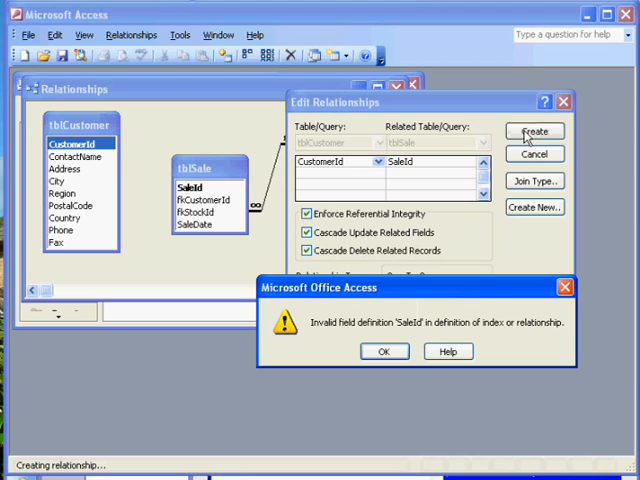 Microsoft Access
File Edit View Relationships Tools Window Help
Type a question for help
Relationships
tblCustomer
CustomerId
ContactName
Address
City
Region
PostalCode
Country
Phone
Fax
tblSale
SaleId
fkCustomerId
fkStockId
SaleDate
Edit Relationships
Table/Query: Related Table/Query:
tblCustomer tblSale
CustomerId SaleId
Create
Cancel
Join Type..
Create New..
Enforce Referential Integrity
Cascade Update Related Fields
Cascade Delete Related Records
Microsoft Office Access
Invalid field definition 'SaleId' in definition of index or relationship.
OK Help
Creating relationship...